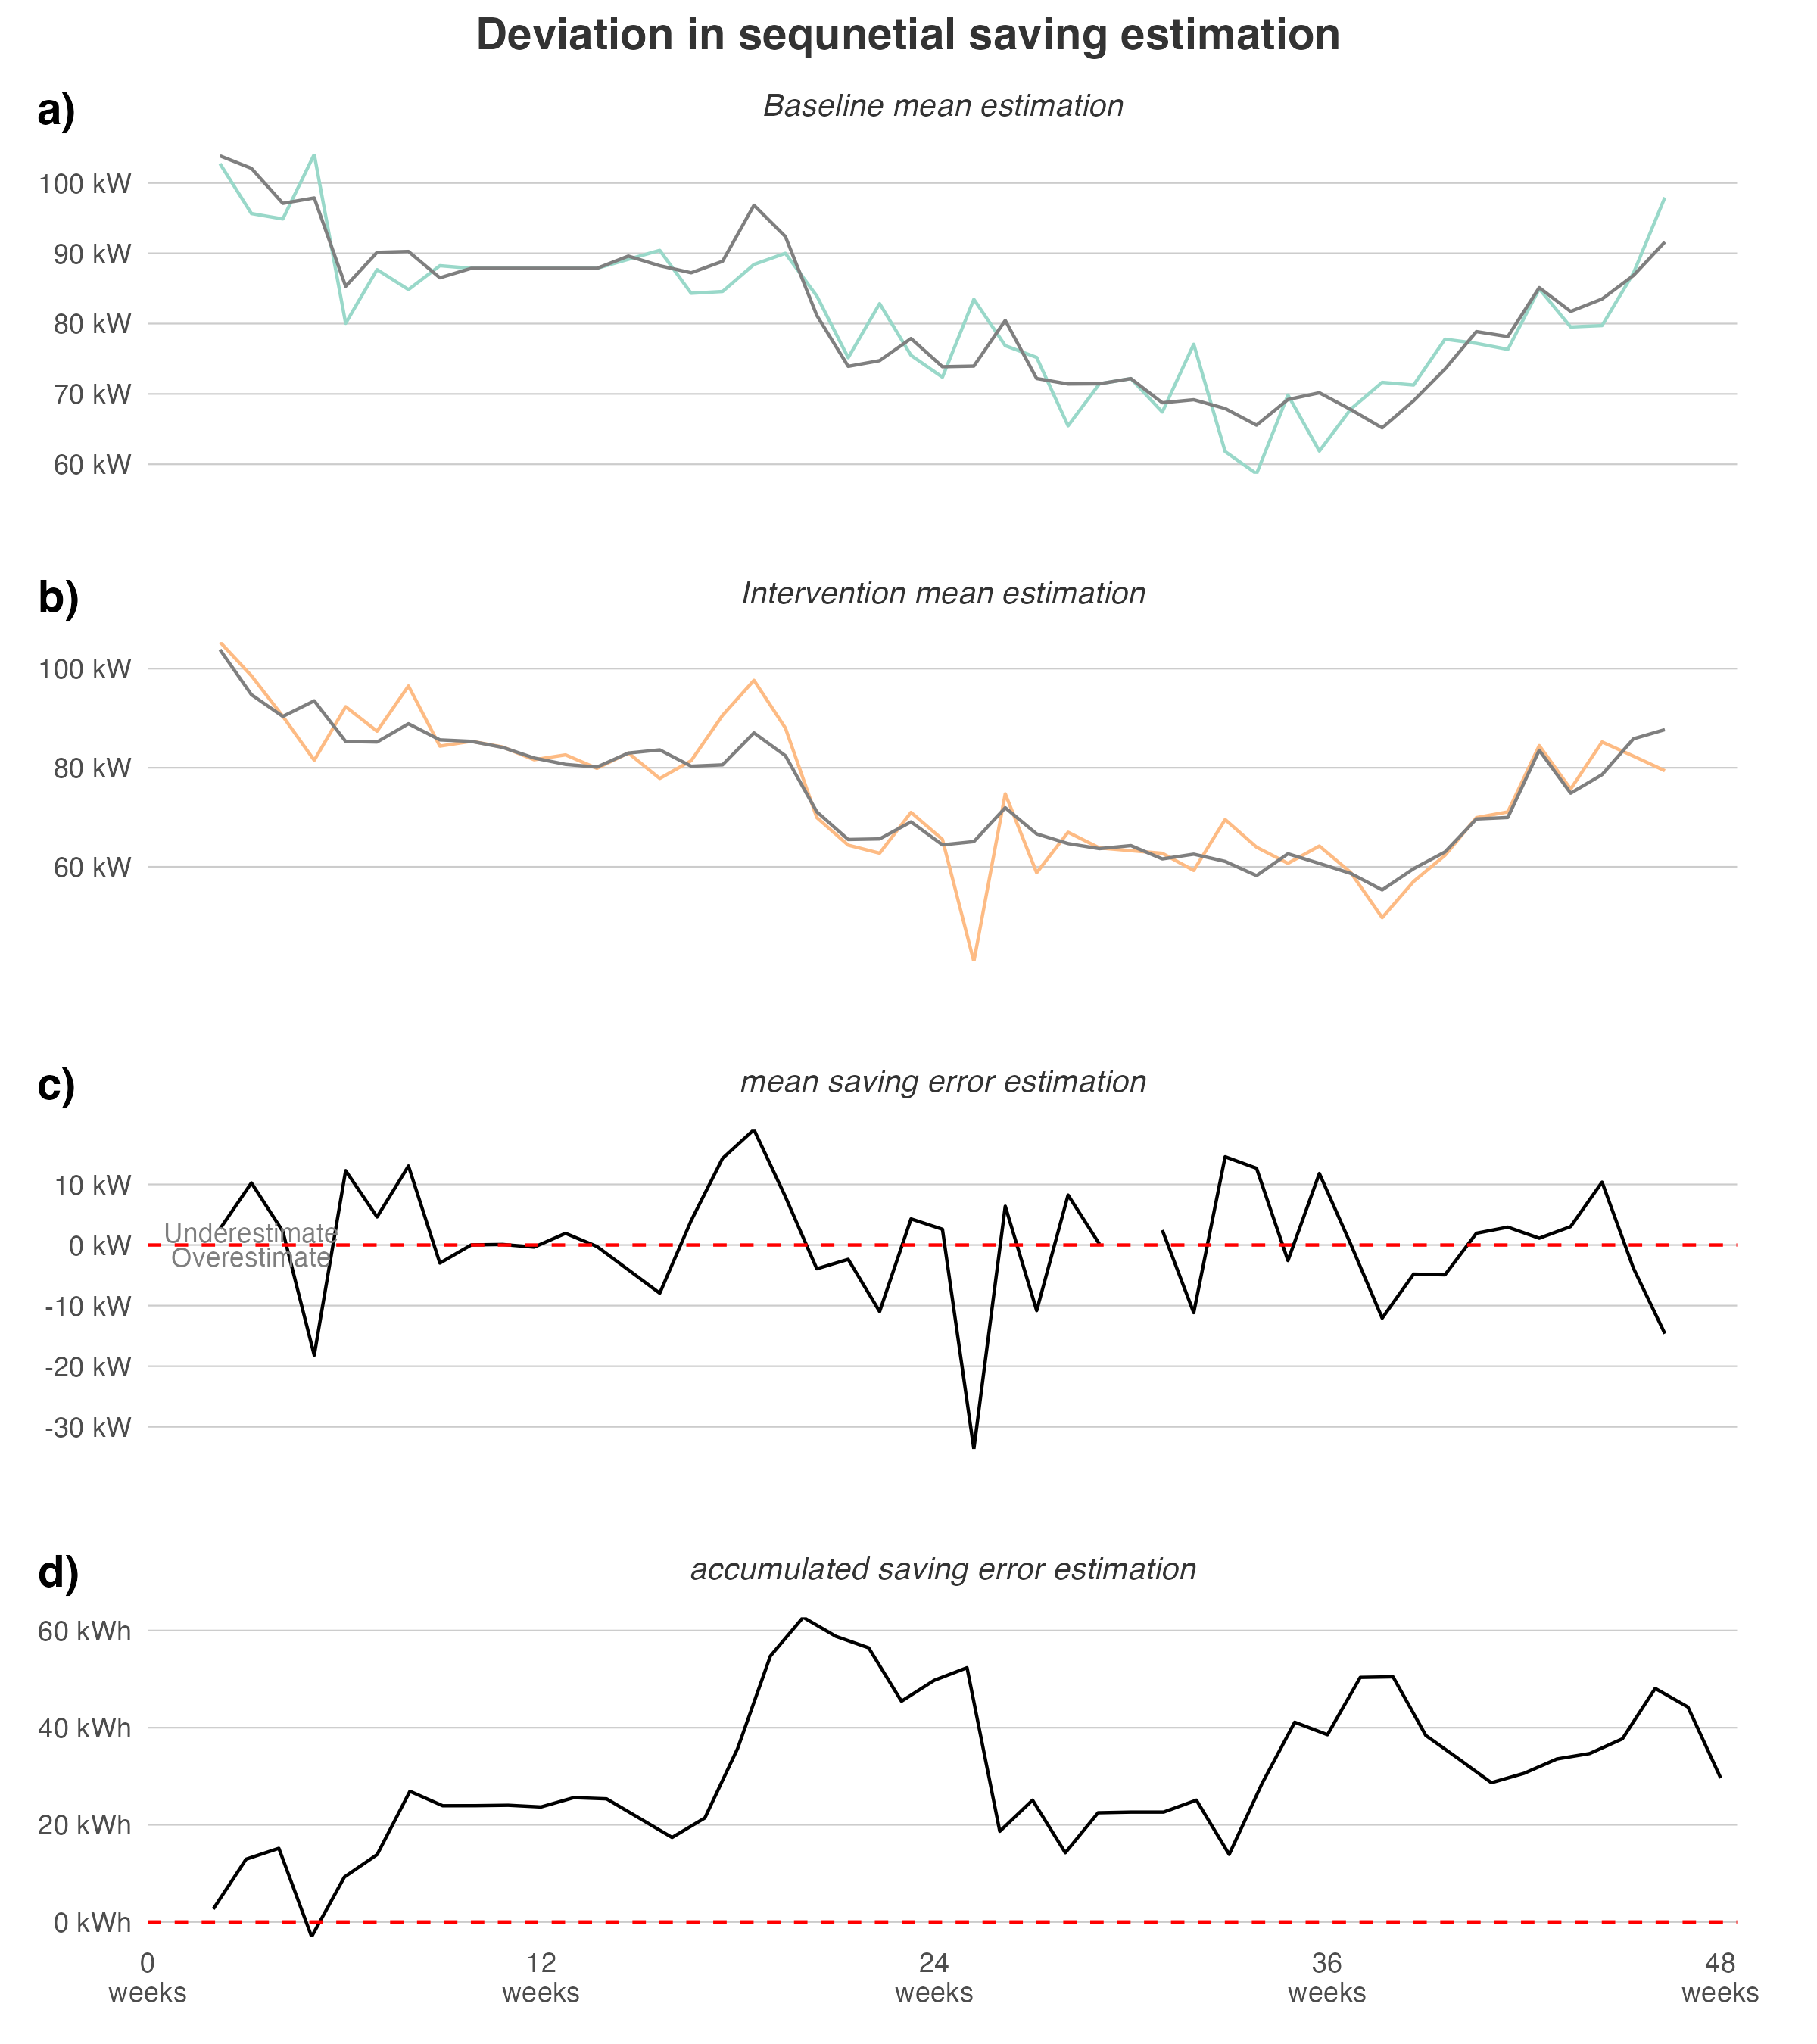 Deviation in sequnetial saving estimation
a)
Baseline mean estimation
100 kW
90 kW
80 kW
70 kW
60 kW
b)
Intervention mean estimation
100 kW
80 kW
60 kW
c)
mean saving error estimation
10 kW
Underestimate
0 kW
Overestimate
-10 kW
-20 kW
-30 kW
d)
accumulated saving error estimation
60 kWh
40 kWh
20 kWh
0 kWh
0 12 24 36 48
weeks weeks weeks weeks weeks